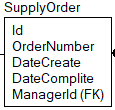 SupplyOrder
Id
OrderNumber
DateCreate
DateComplite
ManagerId (FK)